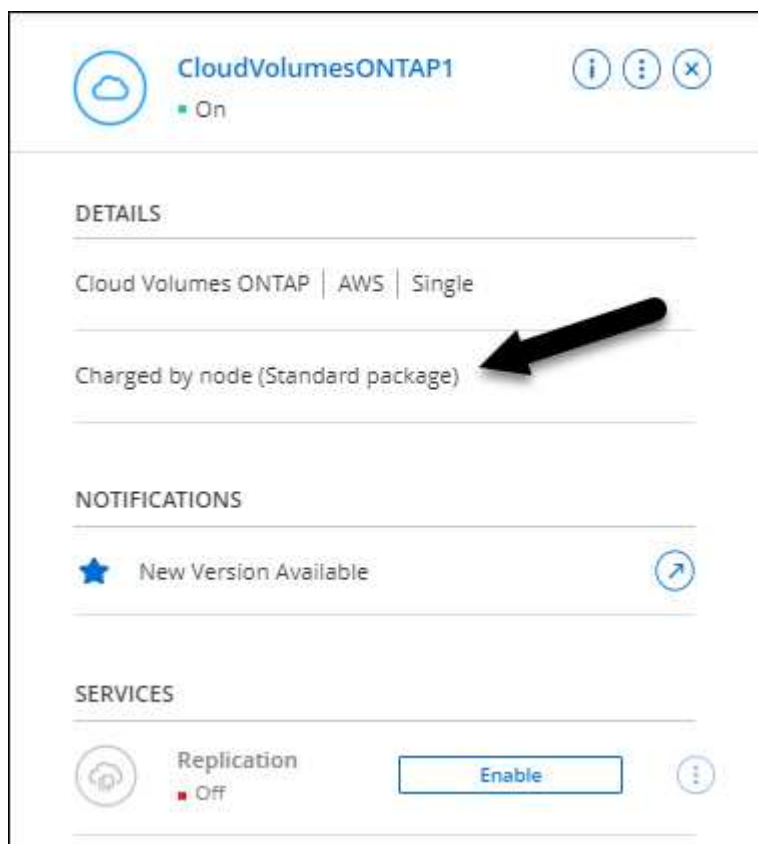 CloudVolumesONTAP1
On
DETAILS
Cloud Volumes ONTAP | AWS | Single
Charged by node (Standard package)
NOTIFICATIONS
New Version Available
SERVICES
Replication
Enable
Off